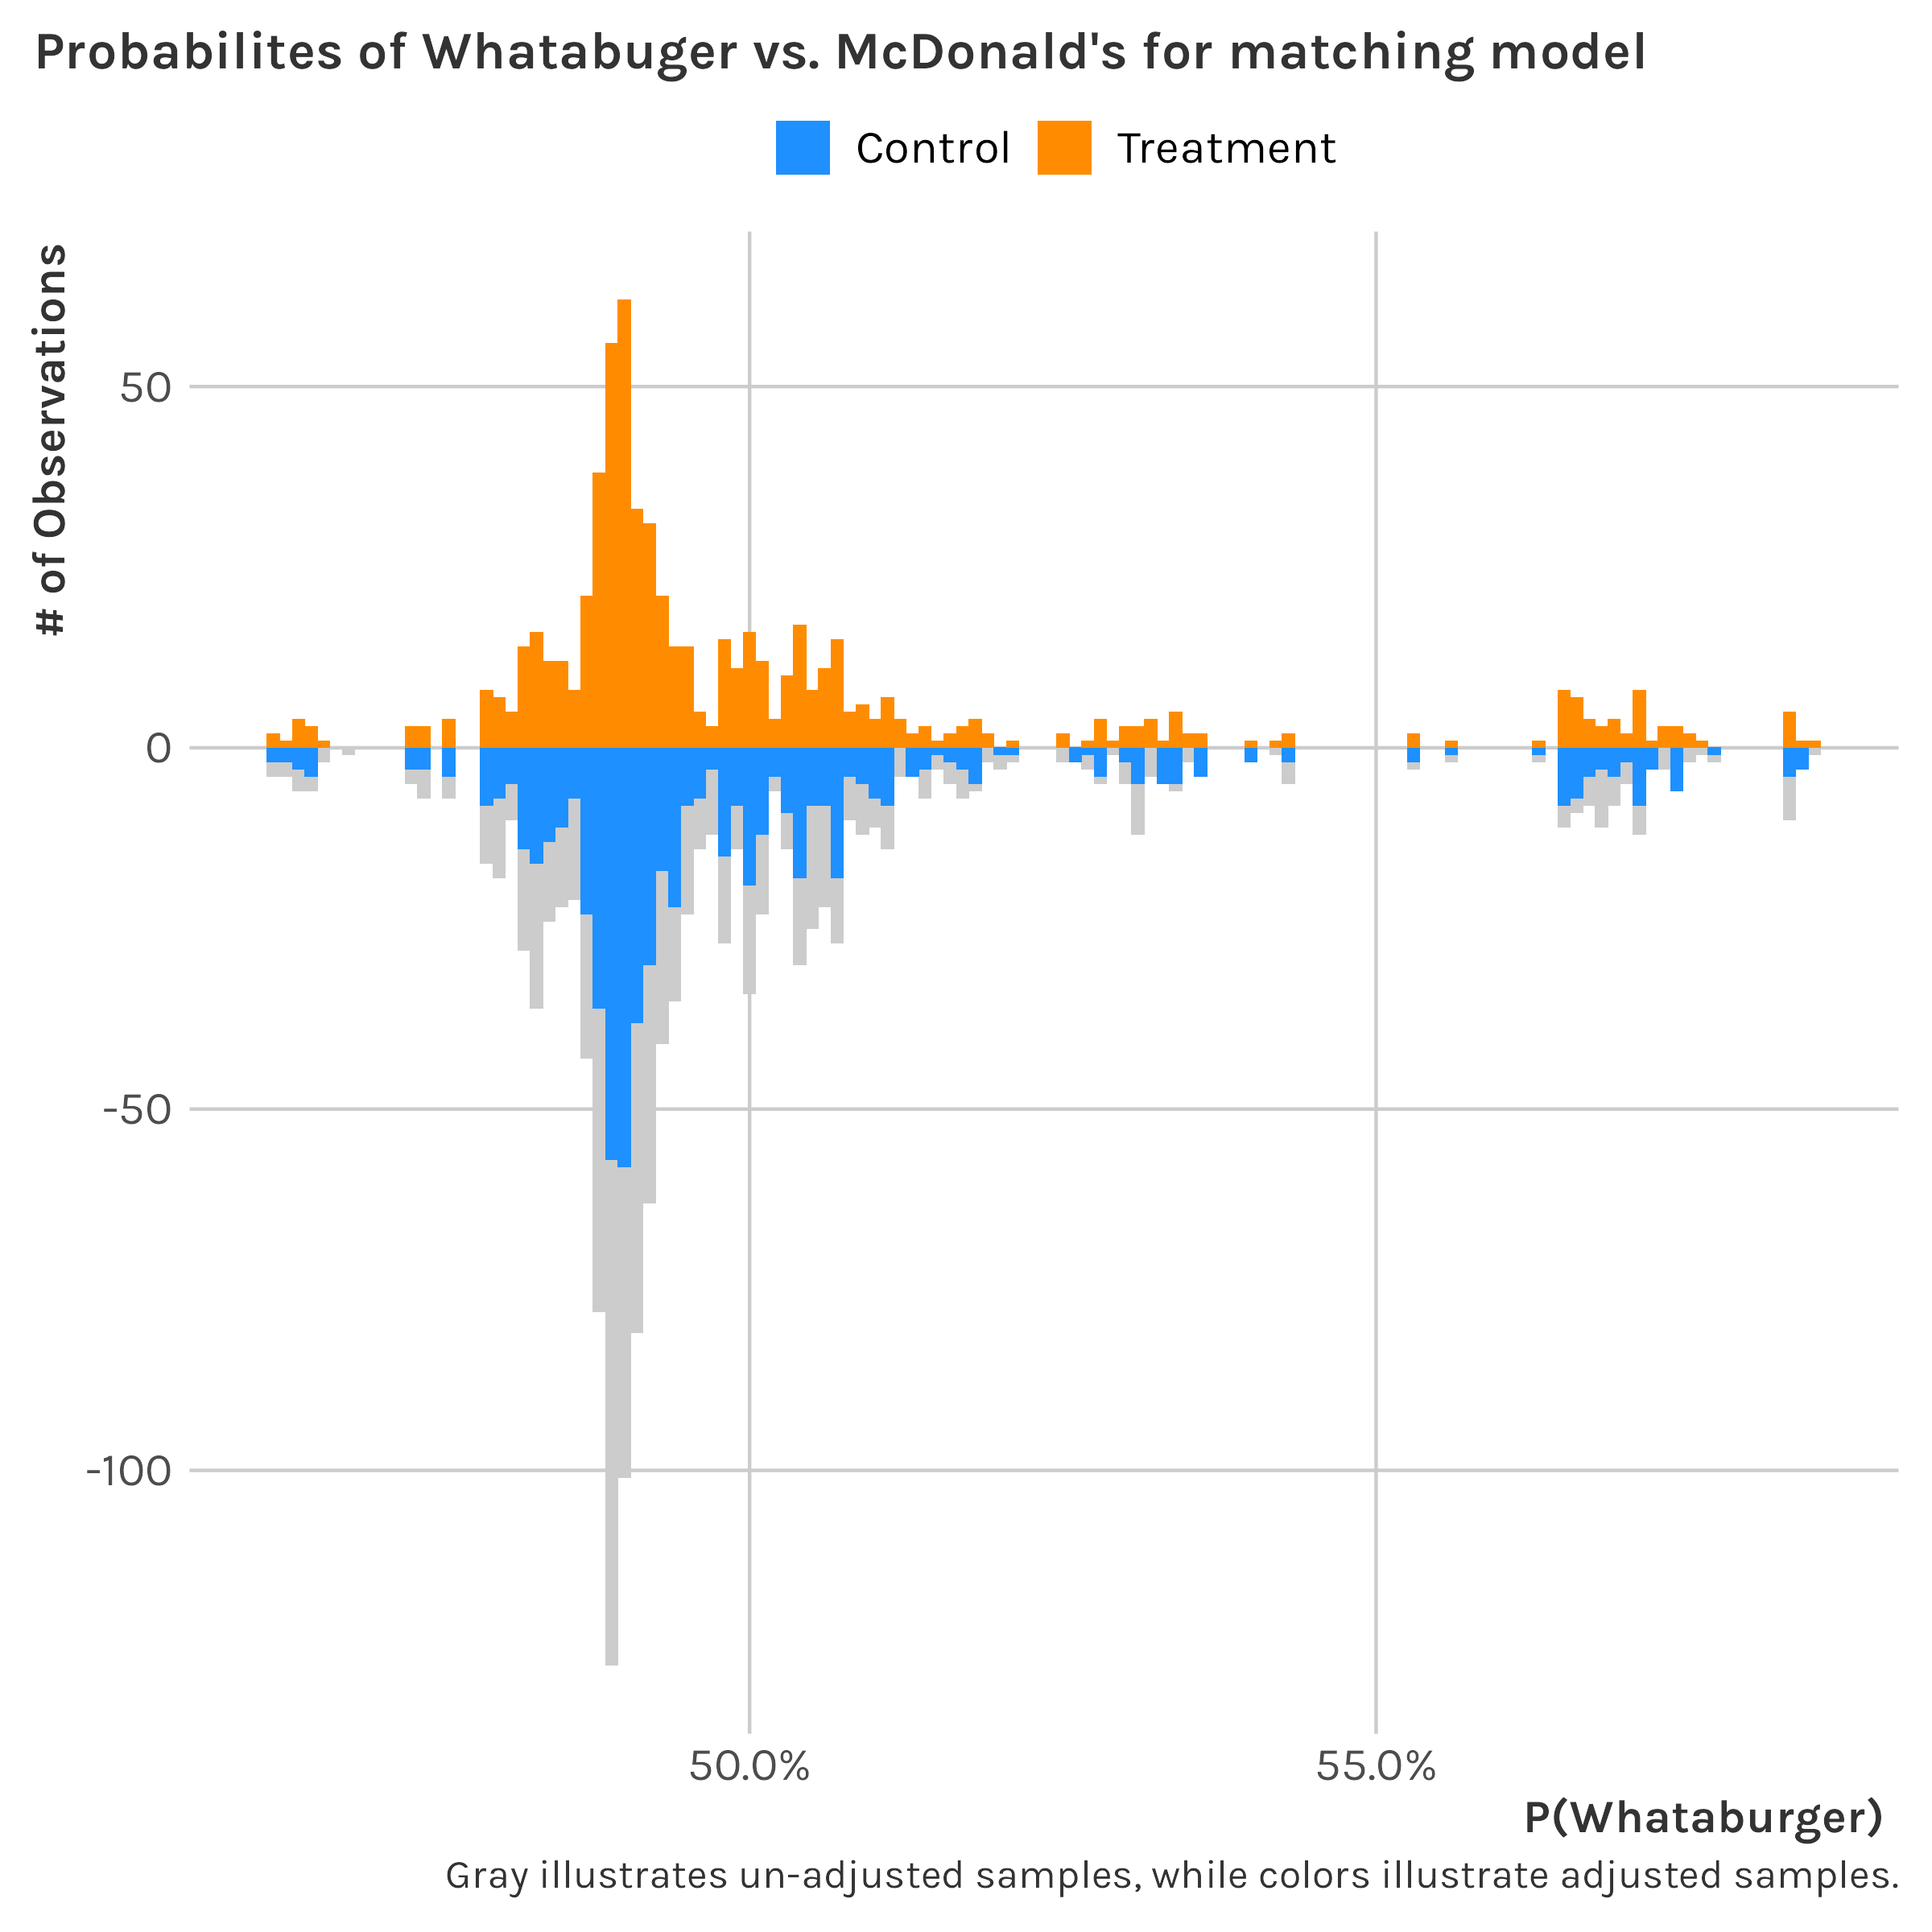 Probabilites of Whatabuger vs. McDonald's for matching model
Control
Treatment
# of Observations
50
0
-50
-100
50.0%
55.0%
P(Whataburger)
Gray illustrates un-adjusted samples, while colors illustrate adjusted samples.